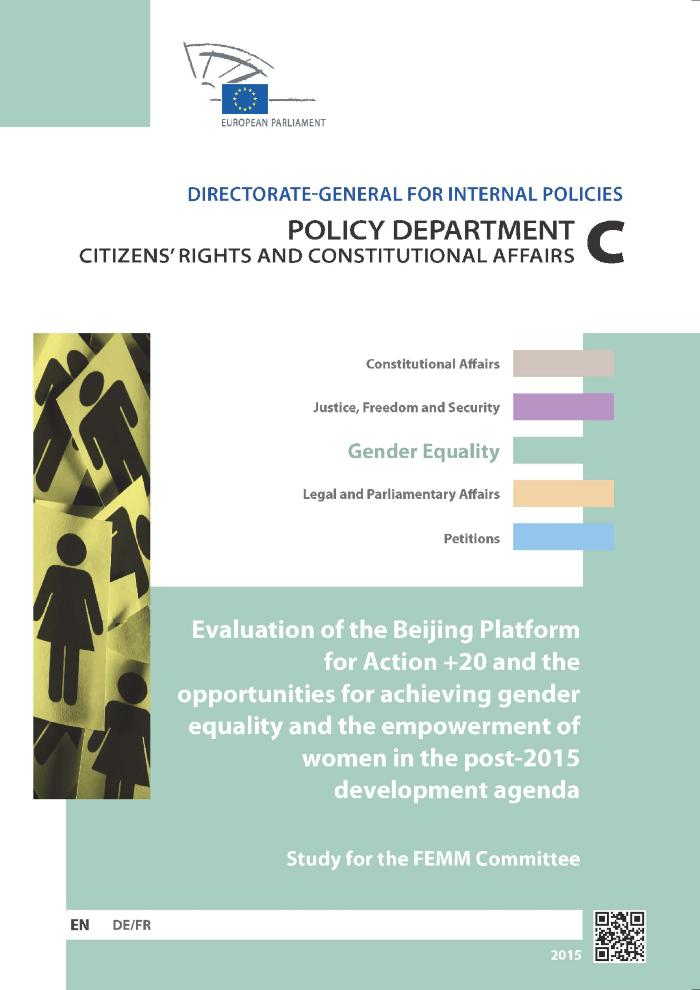 EUROPEAN PARLIAMENT
DIRECTORATE-GENERAL FOR INTERNAL POLICIES
POLICY DEPARTMENT C
CITIZENS' RIGHTS AND CONSTITUTIONAL AFFAIRS
Constitutional Affairs
Justice, Freedom and Security
Gender Equality
Legal and Parliamentary Affairs
Petitions
Evaluation of the Beijing Platform
for Action +20 and the
opportunities for achieving gender
equality and the empowerment of
women in the post-2015
development agenda
Study for the FEMM Committee
EN DE/FR
2015